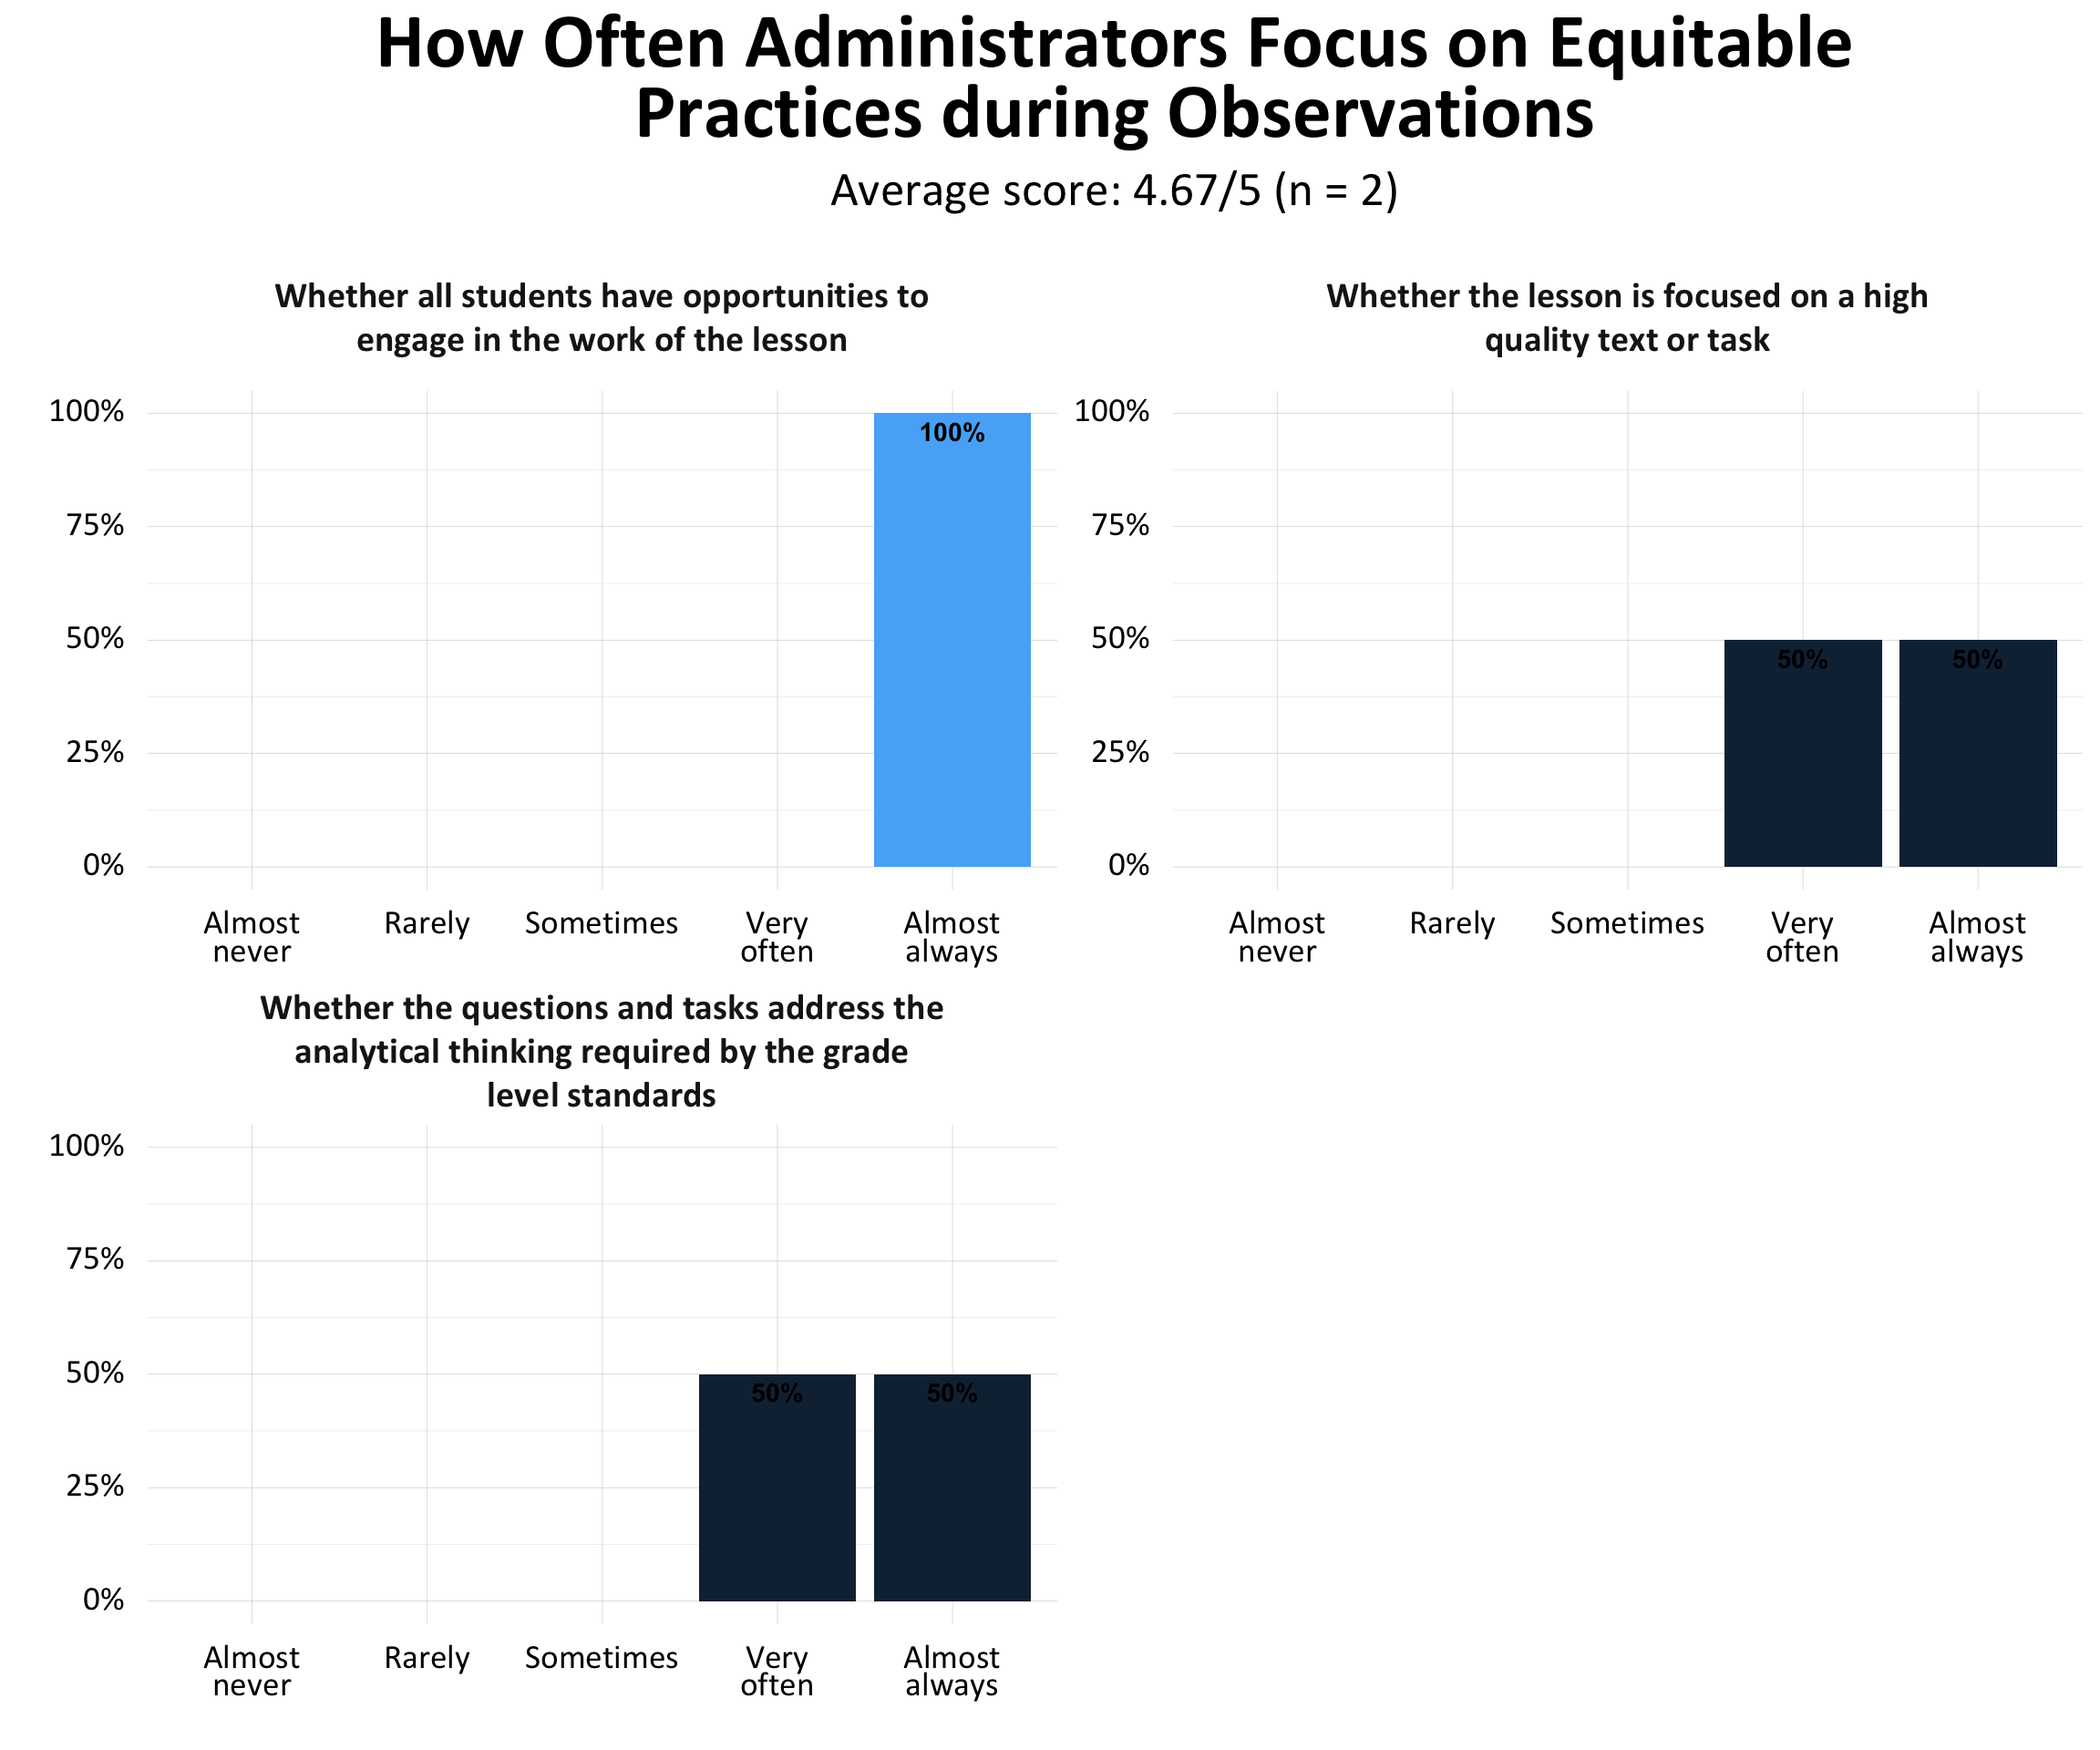 How Often Administrators Focus on Equitable
Practices during Observations
Average score: 4.67/5 (n = 2)
Whether all students have opportunities to
engage in the work of the lesson
100%
75%
50%
25%
0%
100%
Almost
never
Rarely
Sometimes
Very
often
Almost
always
Whether the lesson is focused on a high
quality text or task
100%
75%
50%
25%
0%
50%
50%
Almost
never
Rarely
Sometimes
Very
often
Almost
always
Whether the questions and tasks address the
analytical thinking required by the grade
level standards
100%
75%
50%
25%
0%
50%
50%
Almost
never
Rarely
Sometimes
Very
often
Almost
always